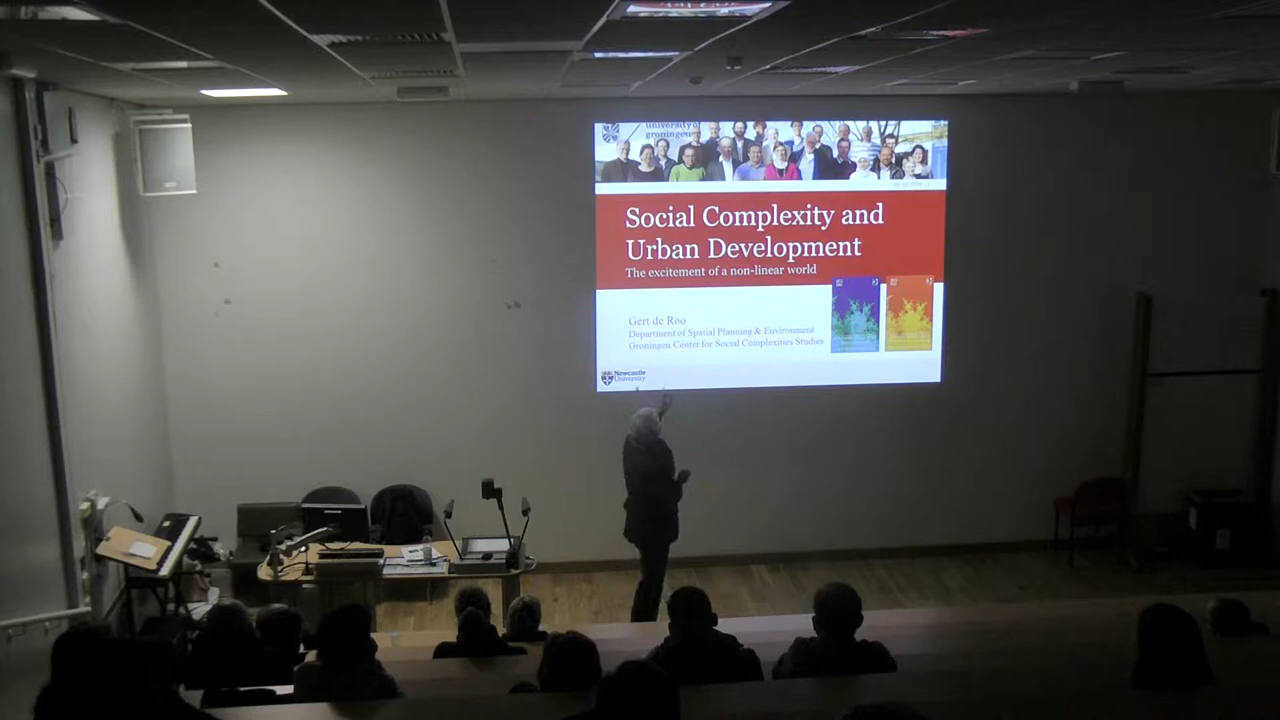 university of
groningen
Social Complexity and
Urban Development
The excitement of a non-linear world
Gert de Roo
Department of Spatial Planning & Environment
Groningen Center for Social Complexities Studies
Newcastle
University